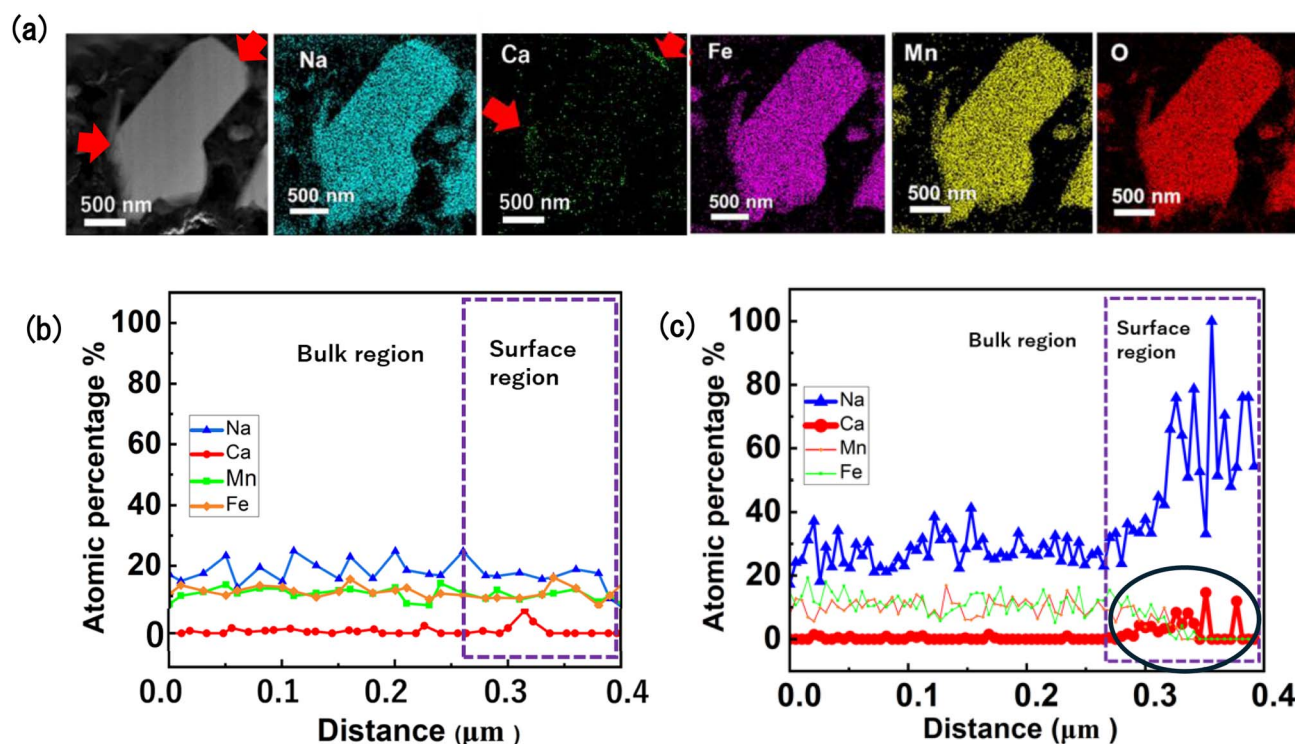 (a)
Na
Ca
Fe
Mn
O
500 nm
500 nm
500 nm
500 nm
500 nm
500 nm
(b)
Atomic percentage %
100
80
60
40
20
0
Bulk region
Surface
region
Na
Ca
Mn
Fe
0.0
0.1
0.2
0.3
0.4
Distance (μm )
(c)
Atomic percentage %
100
80
60
40
20
0
Bulk region
Surface
region
Na
Ca
Mn
Fe
0.0
0.1
0.2
0.3
0.4
Distance (μm )